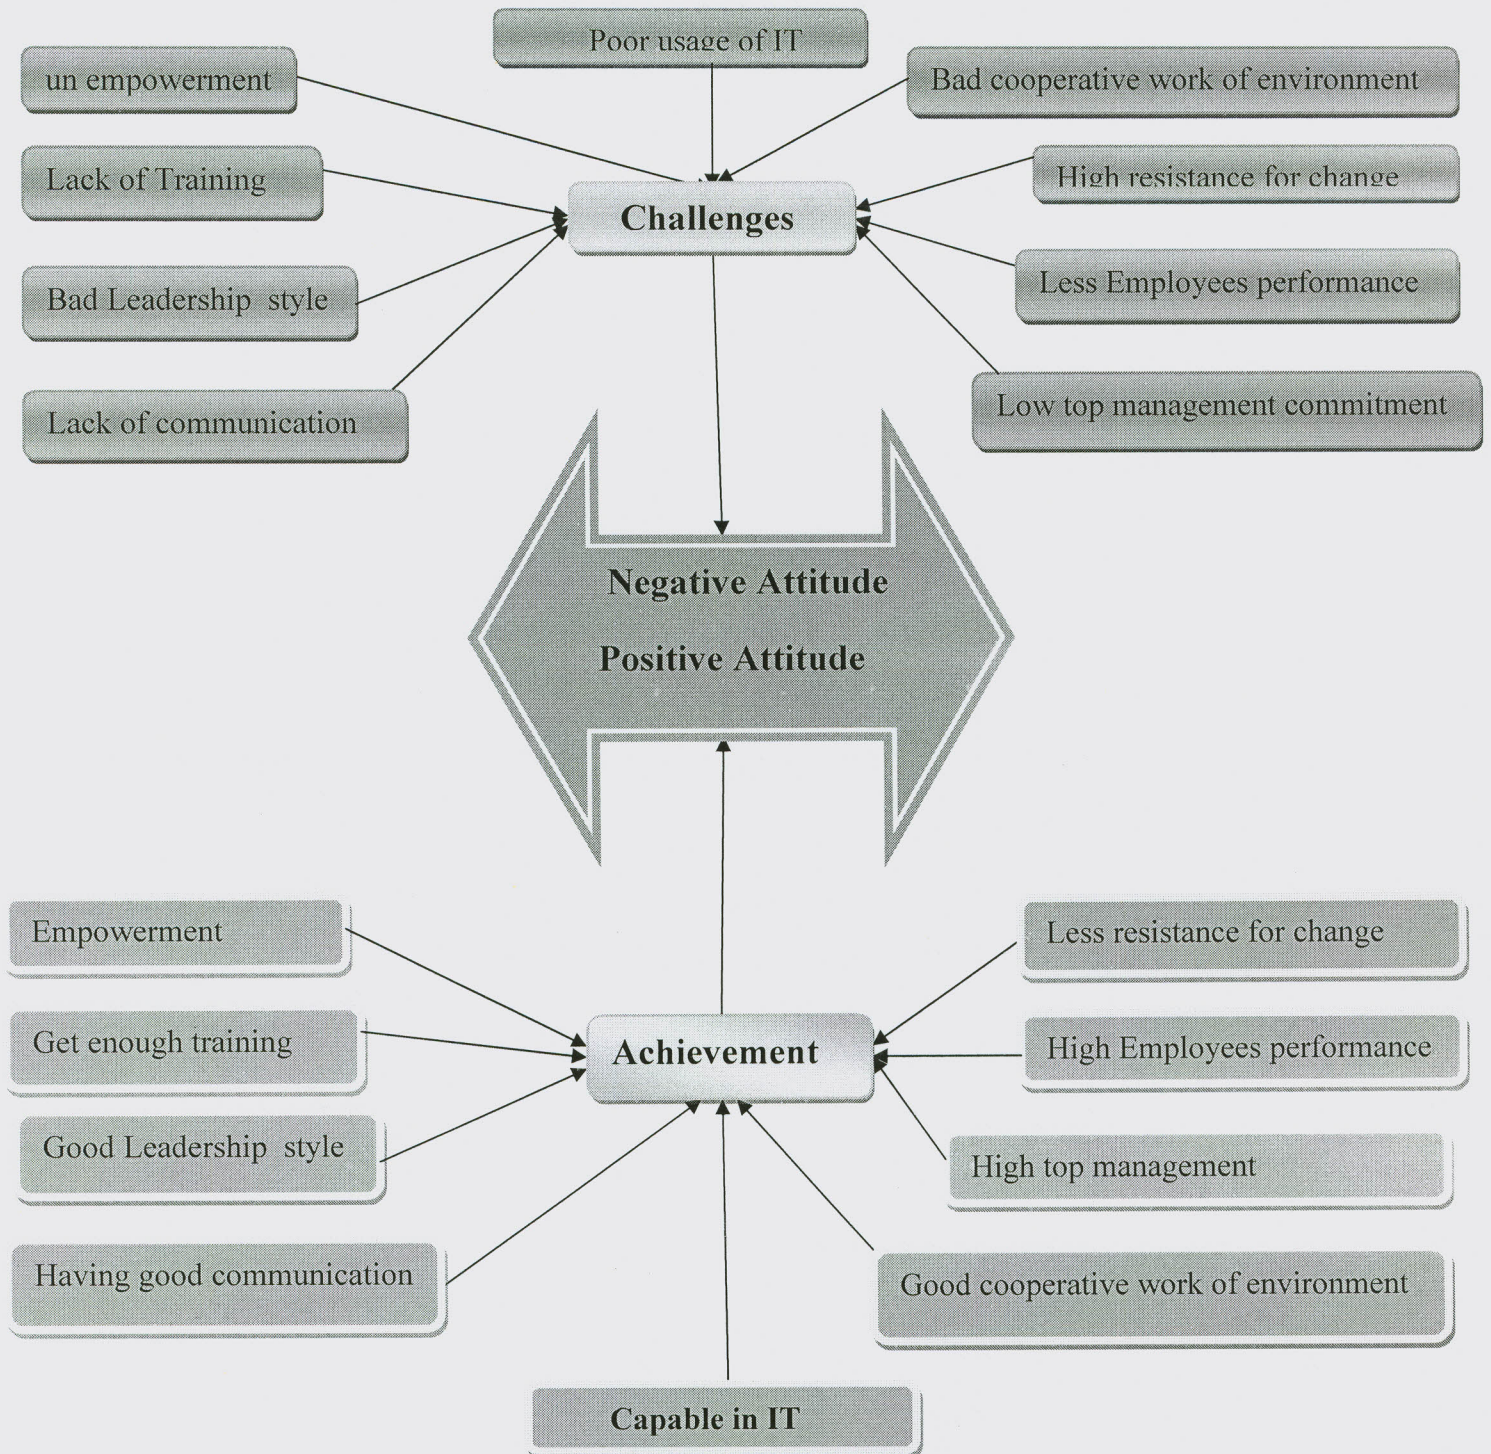 Poor usage of IT
un empowerment
Bad cooperative work of environment
Lack of Training
High resistance for change
Challenges
Less Employees performance
Bad Leadership style
Low top management commitment
Lack of communication
Negative Attitude
Positive Attitude
Empowerment
Less resistance for change
Get enough training
Achievement
High Employees performance
Good Leadership style
High top management
Having good communication
Good cooperative work of environment
Capable in IT